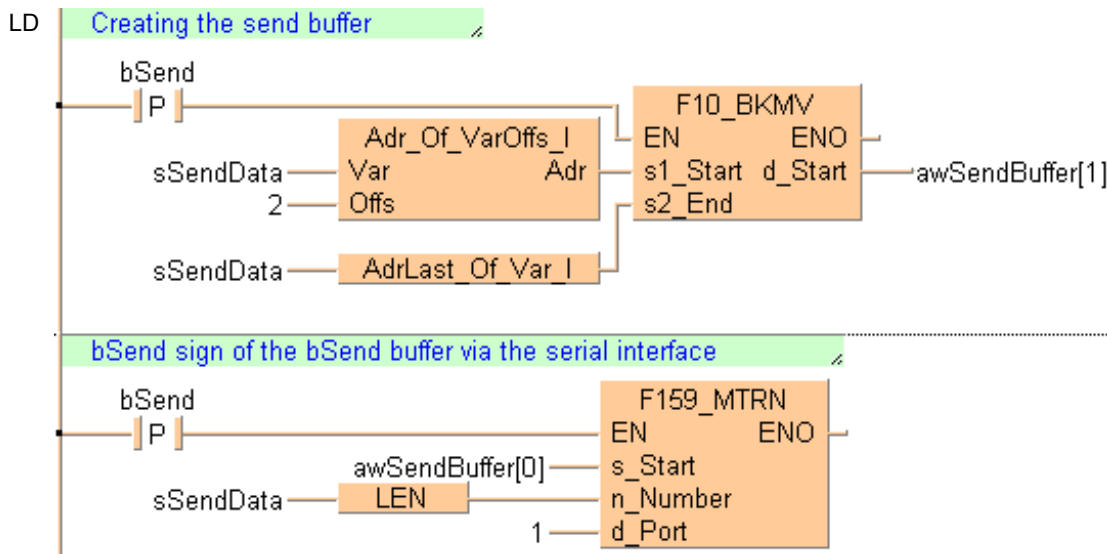 LD
Creating the send buffer
bSend
P
F10_BKMV
EN ENO
s1_Start d_Start
s2_End
awSendBuffer[1]
Adr_Of_VarOffs_I
Var Adr
Offs
sSendData
2
sSendData
AdrLast_Of_Var_I
bSend sign of the bSend buffer via the serial interface
bSend
P
F159_MTRN
EN ENO
s_Start
n_Number
d_Port
awSendBuffer[0]
sSendData
LEN
1